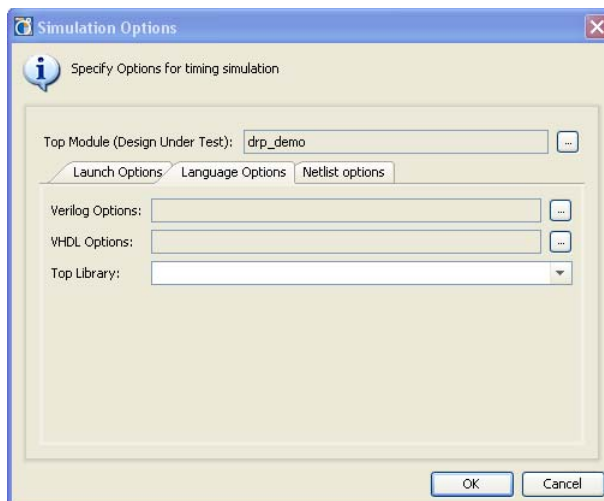 Simulation Options
Specify Options for timing simulation
Top Module (Design Under Test): drp_demo ...
Launch Options Language Options Netlist options
Verilog Options: ...
VHDL Options: ...
Top Library:
OK Cancel